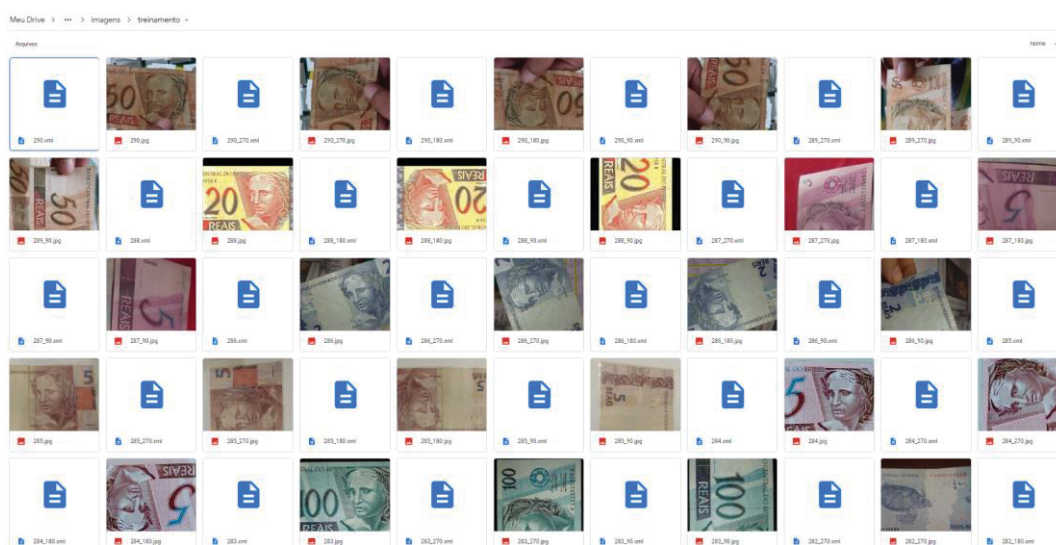 Meu Drive > ••• > imagens > treinamento
Arquivos
Nome
290.xml 290.jpg 290_270.xml 290_270.jpg 290_180.xml 290_180.jpg 290_90.xml 290_90.jpg 289_270.xml 289_270.jpg 289_90.xml
289_90.jpg 288.xml 288.jpg 288_180.xml 288_180.jpg 288_90.xml 288_90.jpg 287_270.xml 287_270.jpg 287_180.xml 287_180.jpg
287_90.xml 287_90.jpg 286.xml 286.jpg 286_270.xml 286_270.jpg 286_180.xml 286_180.jpg 286_90.xml 286_90.jpg 285.xml
285.jpg 285_270.xml 285_270.jpg 285_180.xml 285_180.jpg 285_90.xml 285_90.jpg 284.xml 284.jpg 284_270.xml 284_270.jpg
284_180.xml 284_180.jpg 283.xml 283.jpg 283_270.xml 283_270.jpg 283_90.xml 283_90.jpg 282_270.xml 282_270.jpg 282_180.xml